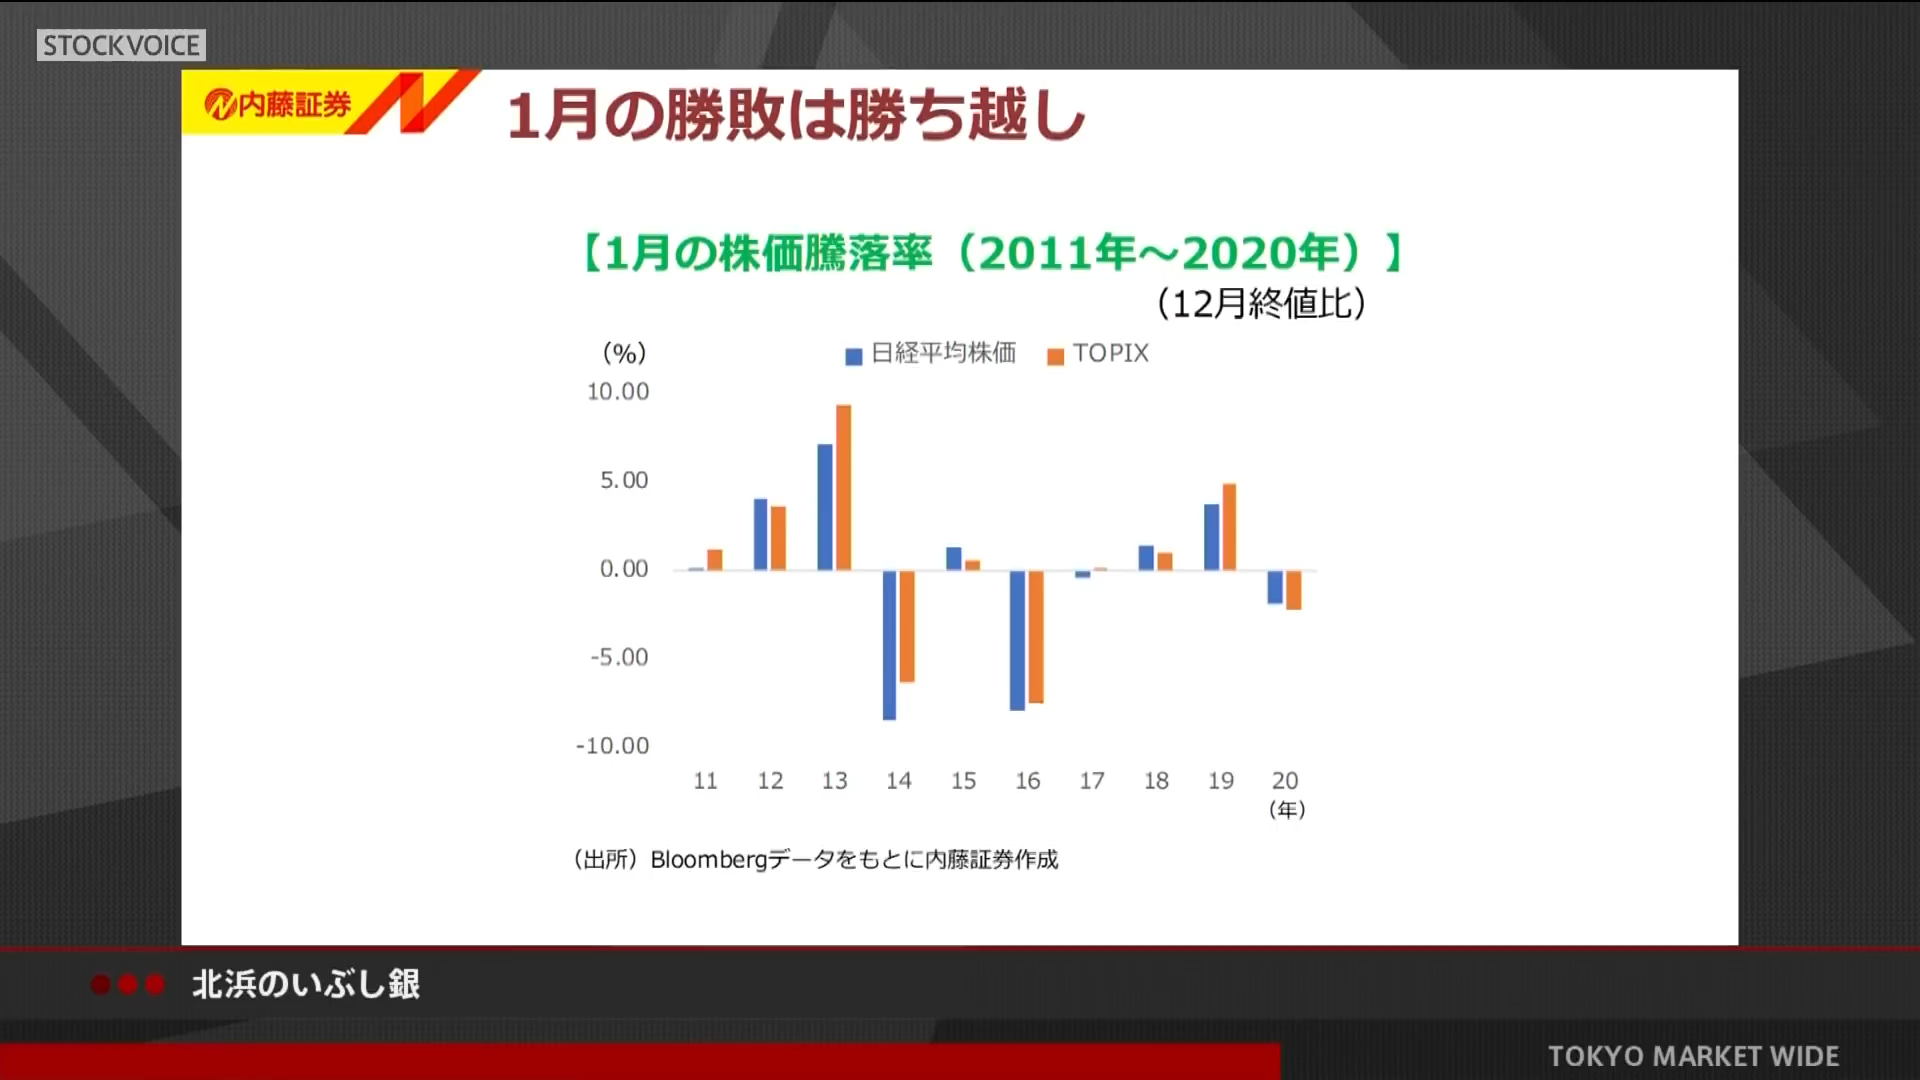 STOCKVOICE
内藤証券
1月の勝敗は勝ち越し
【1月の株価騰落率（2011年～2020年）】
（12月終値比）
（%）
日経平均株価 TOPIX
10.00
5.00
0.00
-5.00
-10.00
11 12 13 14 15 16 17 18 19 20
（年）
（出所）Bloombergデータをもとに内藤証券作成
北浜のいぶし銀
TOKYO MARKET WIDE